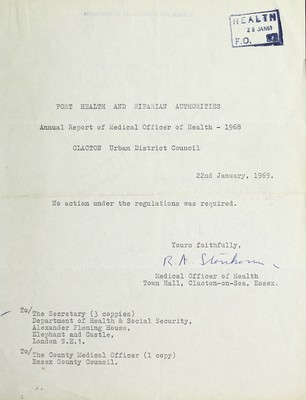 HEALTH
28 JAN 69
F.O.
PORT HEALTH AND RIPARIAN AUTHORITIES
Annual Report of Medical Officer of Health - 1968
CLACTON Urban District Council
22nd January, 1969.
No action under the regulations was required.
Yours faithfully,
R.A.
Medical Officer of Health
Town Hall, Clacton-on-Sea, Essex.
To/The Secretary (3 coppies)
Department of Health & Social Security,
Alexander Fleming House,
Elephant and Castle,
London S.E.1.
To/The County Medical Officer (1 copy)
Essex County Council.